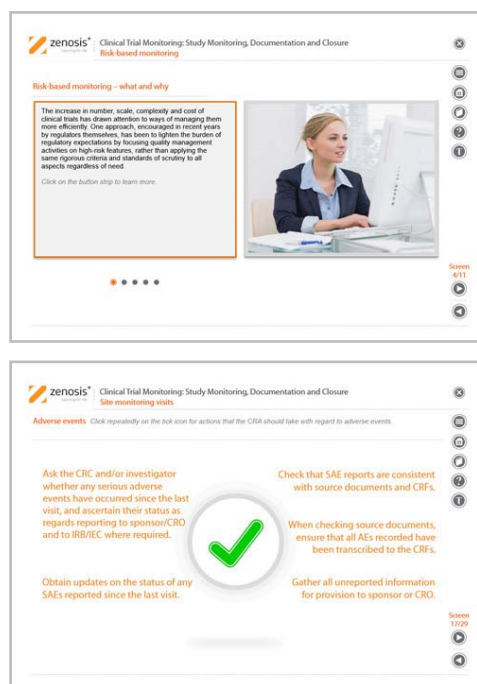 zenosis
Clinical Trial Monitoring: Study Monitoring, Documentation and Closure
Risk-based monitoring
Risk-based monitoring – what and why
The increase in number, scale, complexity and cost of
clinical trials has drawn attention to ways of managing them
more efficiently. One approach, encouraged in recent years
by regulators themselves, has been to lighten the burden of
regulatory expectations by focusing quality management
activities on high-risk features, rather than applying the
same rigorous criteria and standards of scrutiny to all
aspects regardless of need.
Click on the button strip to learn more.
Screen
4/11
zenosis
Clinical Trial Monitoring: Study Monitoring, Documentation and Closure
Site monitoring visits
Adverse events Click repeatedly on the tick icon for actions that the CRA should take with regard to adverse events
Ask the CRC and/or investigator
whether any serious adverse
events have occurred since the last
visit, and ascertain their status as
regards reporting to sponsor/CRO
and to IRB/IEC where required.
Obtain updates on the status of any
SAEs reported since the last visit.
Check that SAE reports are consistent
with source documents and CRFs.
When checking source documents,
ensure that all AEs recorded have
been transcribed to the CRFs.
Gather all unreported information
for provision to sponsor or CRO.
Screen
17/29